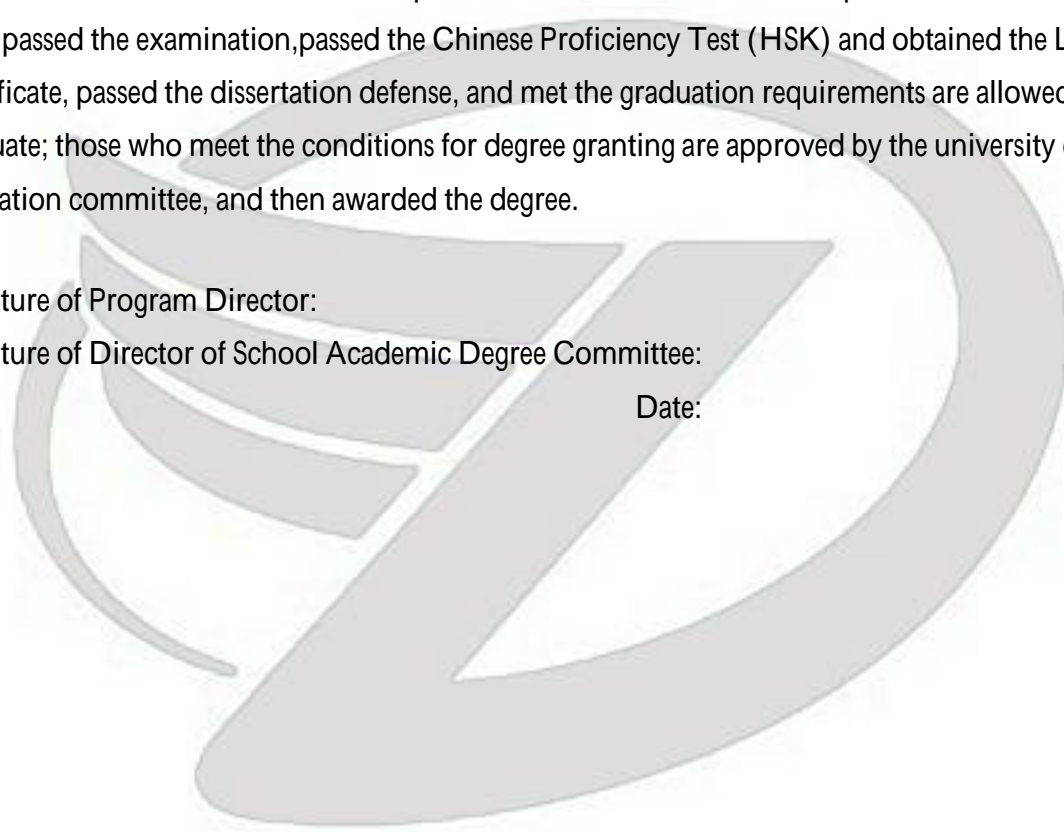 passed the examination,passed the Chinese Proficiency Test (HSK) and obtained the L
ficate, passed the dissertation defense, and met the graduation requirements are allowed
uate; those who meet the conditions for degree granting are approved by the university
ation committee, and then awarded the degree.
ture of Program Director:
ture of Director of School Academic Degree Committee:
Date: